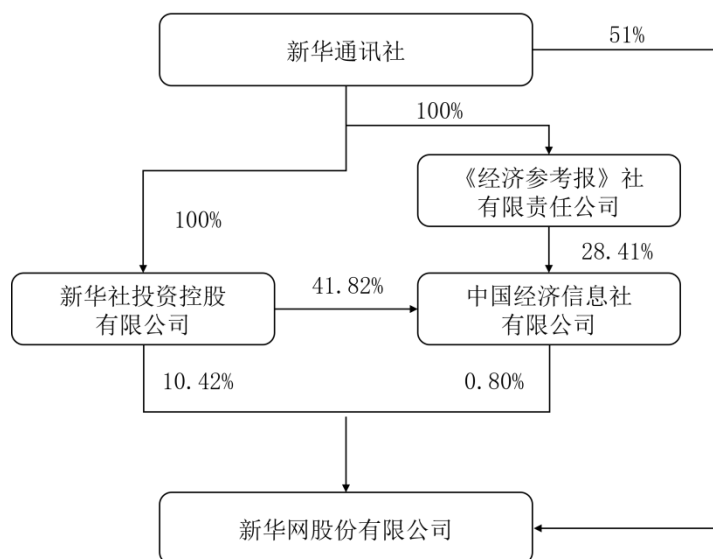 新华通讯社
51%
100%
《经济参考报》社
有限责任公司
100%
28.41%
新华社投资控股
有限公司
41.82%
中国经济信息社
有限公司
10.42%
0.80%
新华网股份有限公司